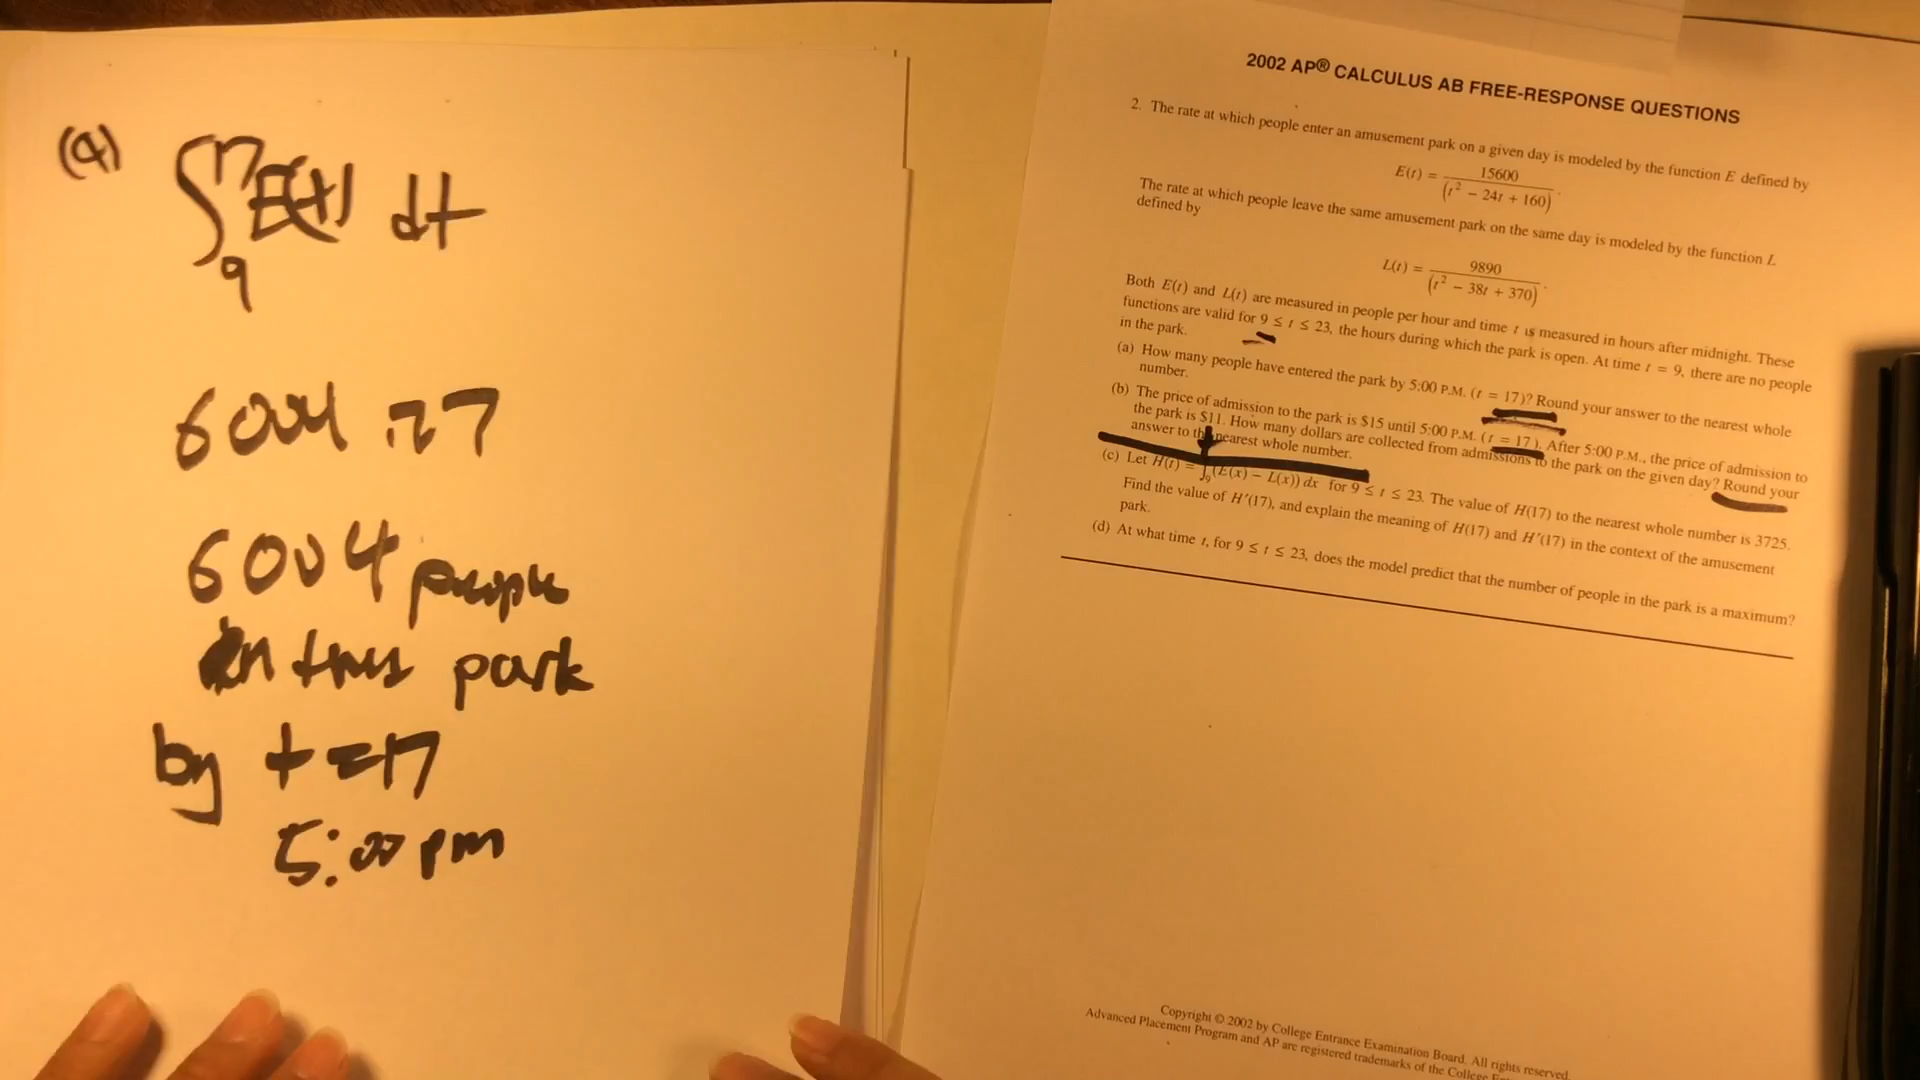 (a) ∫₉¹⁷ E(t) dt
6004.277
6004 people
in this park
by t=17
5:00 pm
2002 AP® CALCULUS AB FREE-RESPONSE QUESTIONS
2. The rate at which people enter an amusement park on a given day is modeled by the function E defined by
E(t) = 15600 / (t² − 24t + 160).
The rate at which people leave the same amusement park on the same day is modeled by the function L
defined by
L(t) = 9890 / (t² − 38t + 370).
Both E(t) and L(t) are measured in people per hour and time t is measured in hours after midnight. These
functions are valid for 9 ≤ t ≤ 23, the hours during which the park is open. At time t = 9, there are no people
in the park.
(a) How many people have entered the park by 5:00 P.M. (t = 17)? Round your answer to the nearest whole
number.
(b) The price of admission to the park is $15 until 5:00 P.M. (t = 17). After 5:00 P.M., the price of admission to
the park is $11. How many dollars are collected from admissions to the park on the given day? Round your
answer to the nearest whole number.
(c) Let H(t) = ∫₉ (E(x) − L(x)) dx for 9 ≤ t ≤ 23. The value of H(17) to the nearest whole number is 3725.
Find the value of H′(17), and explain the meaning of H(17) and H′(17) in the context of the amusement
park.
(d) At what time t, for 9 ≤ t ≤ 23, does the model predict that the number of people in the park is a maximum?
Copyright © 2002 by College Entrance Examination Board. All rights reserved.
Advanced Placement Program and AP are registered trademarks of the College